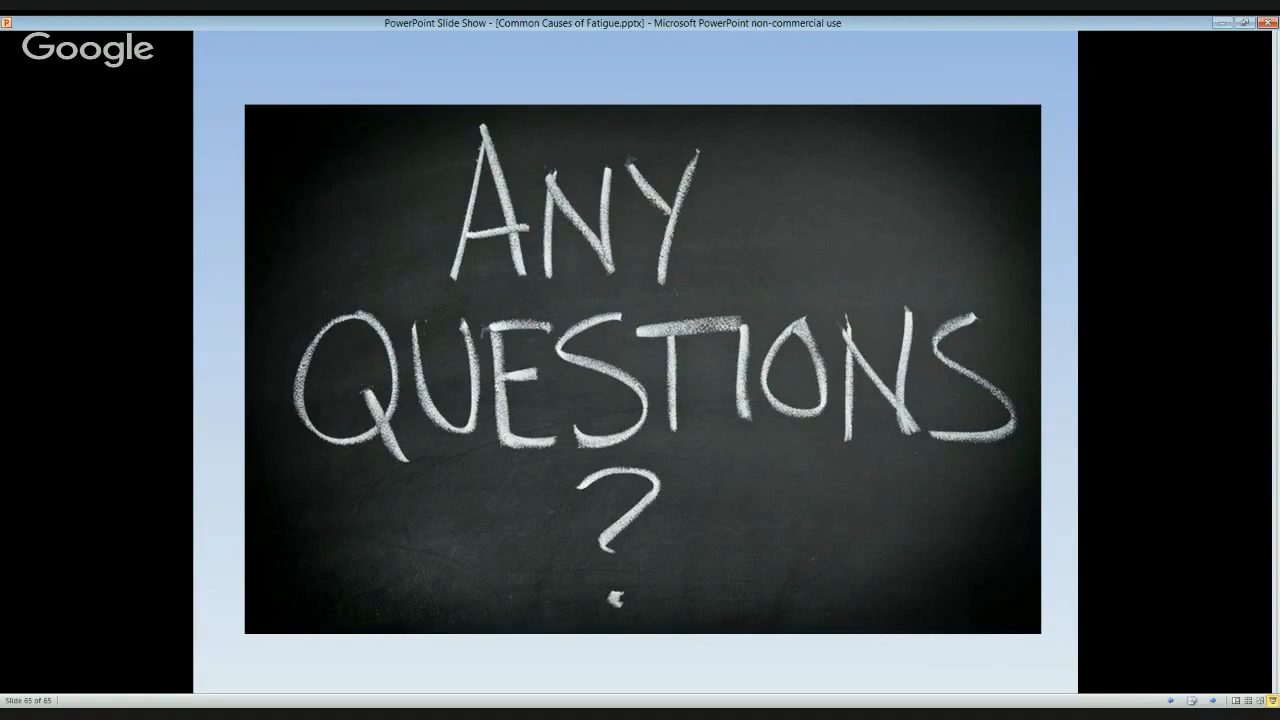 PowerPoint Slide Show - [Common Causes of Fatigue.pptx] - Microsoft PowerPoint non-commercial use
Google
ANY
QUESTIONS
?
Slide 65 of 65